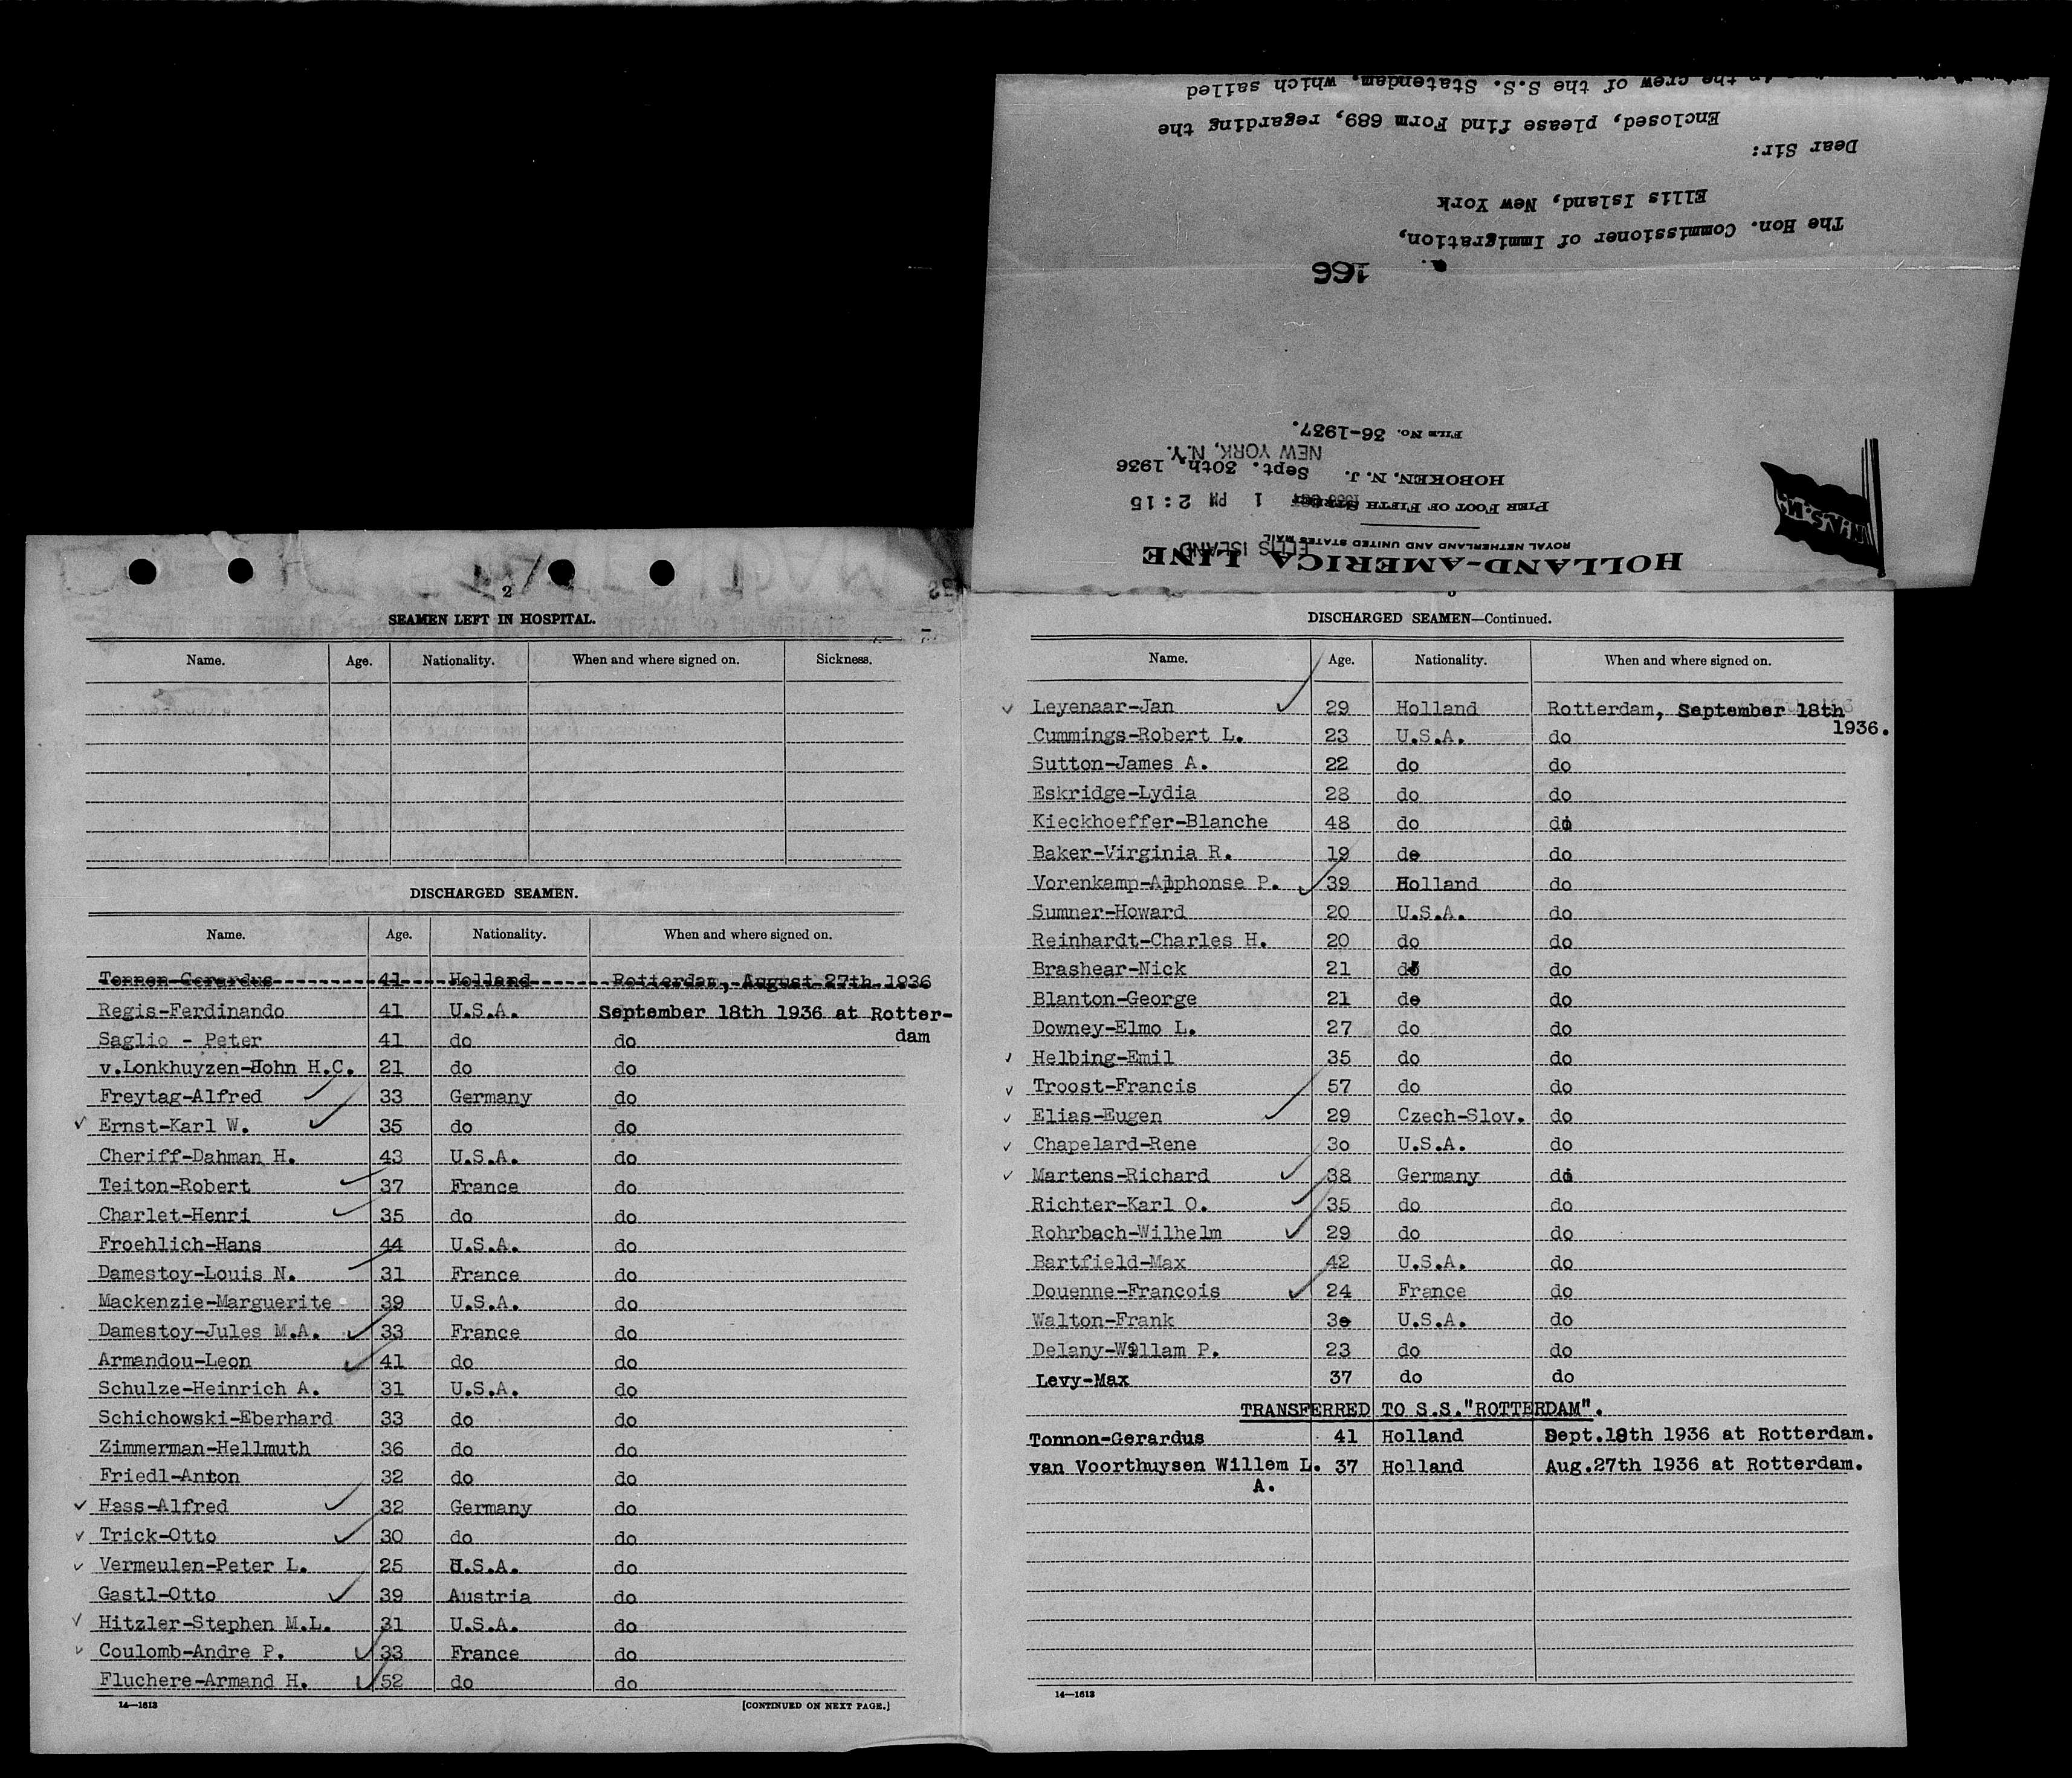 HOLLAND-AMERICA LINE
ROYAL NETHERLAND AND UNITED STATES MAIL
ELLIS ISLAND
PIER FOOT OF FIFTH STREET
1 PM 2:15
HOBOKEN, N. J. Sept. 30th, 1936
NEW YORK, N.Y.
FILE No. 36-1937.
166
The Hon. Commissioner of Immigration,
Ellis Island, New York
Dear Sir:
Enclosed, please find Form 689, regarding the
in the crew of the S.S. Statendam, which sailed
2
SEAMEN LEFT IN HOSPITAL.
Name. Age. Nationality. When and where signed on. Sickness.
DISCHARGED SEAMEN.
Name. Age. Nationality. When and where signed on.
Tonnon-Gerardus 41 Holland Rotterdam, August 27th 1936
Regis-Ferdinando 41 U.S.A. September 18th 1936 at Rotter-
dam
Saglio - Peter 41 do do
v.Lonkhuyzen-John H.C. 21 do do
Freytag-Alfred 33 Germany do
Ernst-Karl W. 35 do do
Cheriff-Dahman H. 43 U.S.A. do
Teiton-Robert 37 France do
Charlet-Henri 35 do do
Froehlich-Hans 44 U.S.A. do
Damestoy-Louis N. 31 France do
Mackenzie-Marguerite 39 U.S.A. do
Damestoy-Jules M.A. 33 France do
Armandou-Leon 41 do do
Schulze-Heinrich A. 31 U.S.A. do
Schichowski-Eberhard 33 do do
Zimmerman-Hellmuth 36 do do
Friedl-Anton 32 do do
Hass-Alfred 32 Germany do
Trick-Otto 30 do do
Vermeulen-Peter L. 25 U.S.A. do
Gastl-Otto 39 Austria do
Hitzler-Stephen M.L. 31 U.S.A. do
Coulomb-Andre P. 33 France do
Fluchere-Armand H. 52 do do
14—1613 [CONTINUED ON NEXT PAGE.]
DISCHARGED SEAMEN—Continued.
Name. Age. Nationality. When and where signed on.
Leyenaar-Jan 29 Holland Rotterdam, September 18th
1936.
Cummings-Robert L. 23 U.S.A. do
Sutton-James A. 22 do do
Eskridge-Lydia 28 do do
Kieckhoeffer-Blanche 48 do do
Baker-Virginia R. 19 do do
Vorenkamp-Alphonse P. 39 Holland do
Sumner-Howard 20 U.S.A. do
Reinhardt-Charles H. 20 do do
Brashear-Nick 21 do do
Blanton-George 21 do do
Downey-Elmo L. 27 do do
Helbing-Emil 35 do do
Troost-Francis 57 do do
Elias-Eugen 29 Czech-Slov. do
Chapelard-Rene 3o U.S.A. do
Martens-Richard 38 Germany do
Richter-Karl O. 35 do do
Rohrbach-Wilhelm 29 do do
Bartfield-Max 42 U.S.A. do
Douenne-Francois 24 France do
Walton-Frank 3o U.S.A. do
Delany-Willam P. 23 do do
Levy-Max 37 do do
TRANSFERRED TO S.S."ROTTERDAM".
Tonnon-Gerardus 41 Holland Sept.18th 1936 at Rotterdam.
van Voorthuysen Willem L. 37 Holland Aug.27th 1936 at Rotterdam.
A.
14—1613